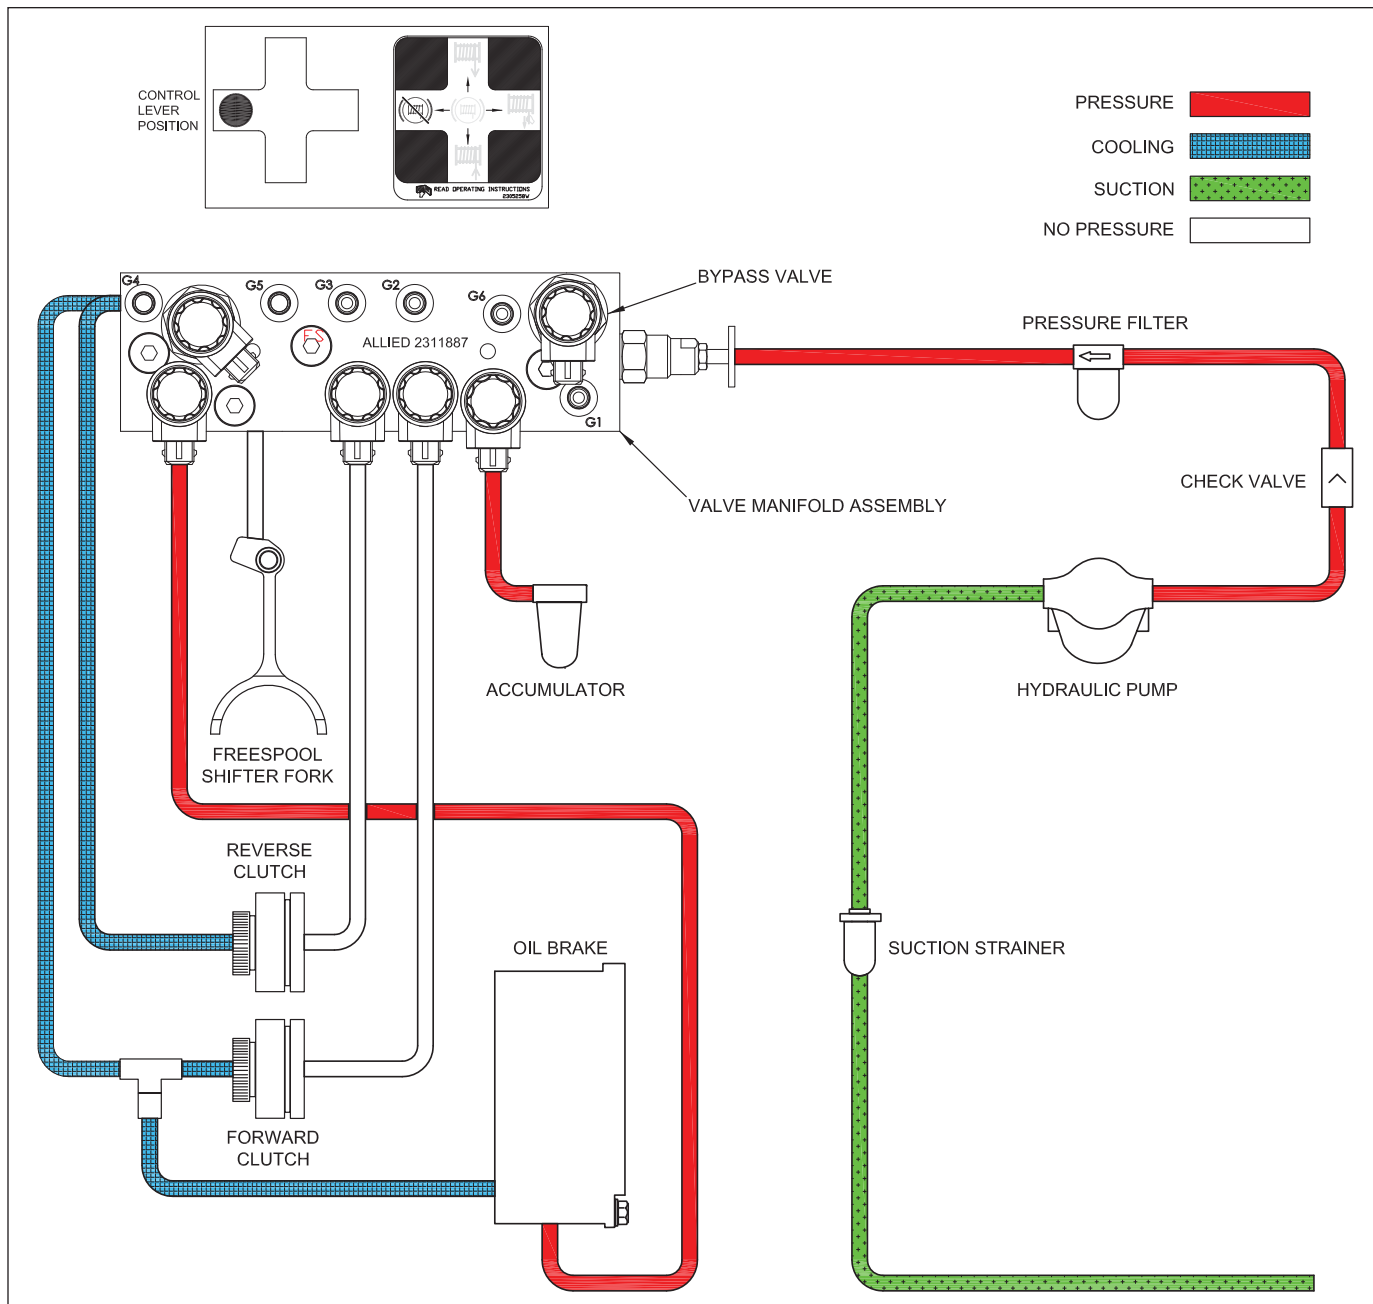 CONTROL
LEVER
POSITION
READ OPERATING INSTRUCTIONS
230525BW
PRESSURE
COOLING
SUCTION
NO PRESSURE
G4
G5
G3
G2
G6
BYPASS VALVE
FS
ALLIED 2311887
PRESSURE FILTER
G1
CHECK VALVE
VALVE MANIFOLD ASSEMBLY
ACCUMULATOR
HYDRAULIC PUMP
FREESPOOL
SHIFTER FORK
REVERSE
CLUTCH
OIL BRAKE
SUCTION STRAINER
FORWARD
CLUTCH